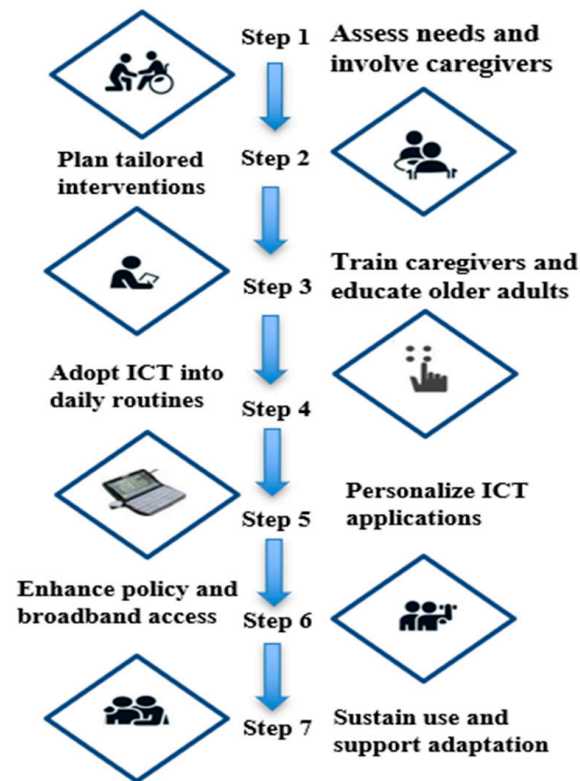 Step 1
Assess needs and
involve caregivers
Step 2
Plan tailored
interventions
Step 3
Train caregivers and
educate older adults
Step 4
Adopt ICT into
daily routines
Step 5
Personalize ICT
applications
Step 6
Enhance policy and
broadband access
Step 7
Sustain use and
support adaptation